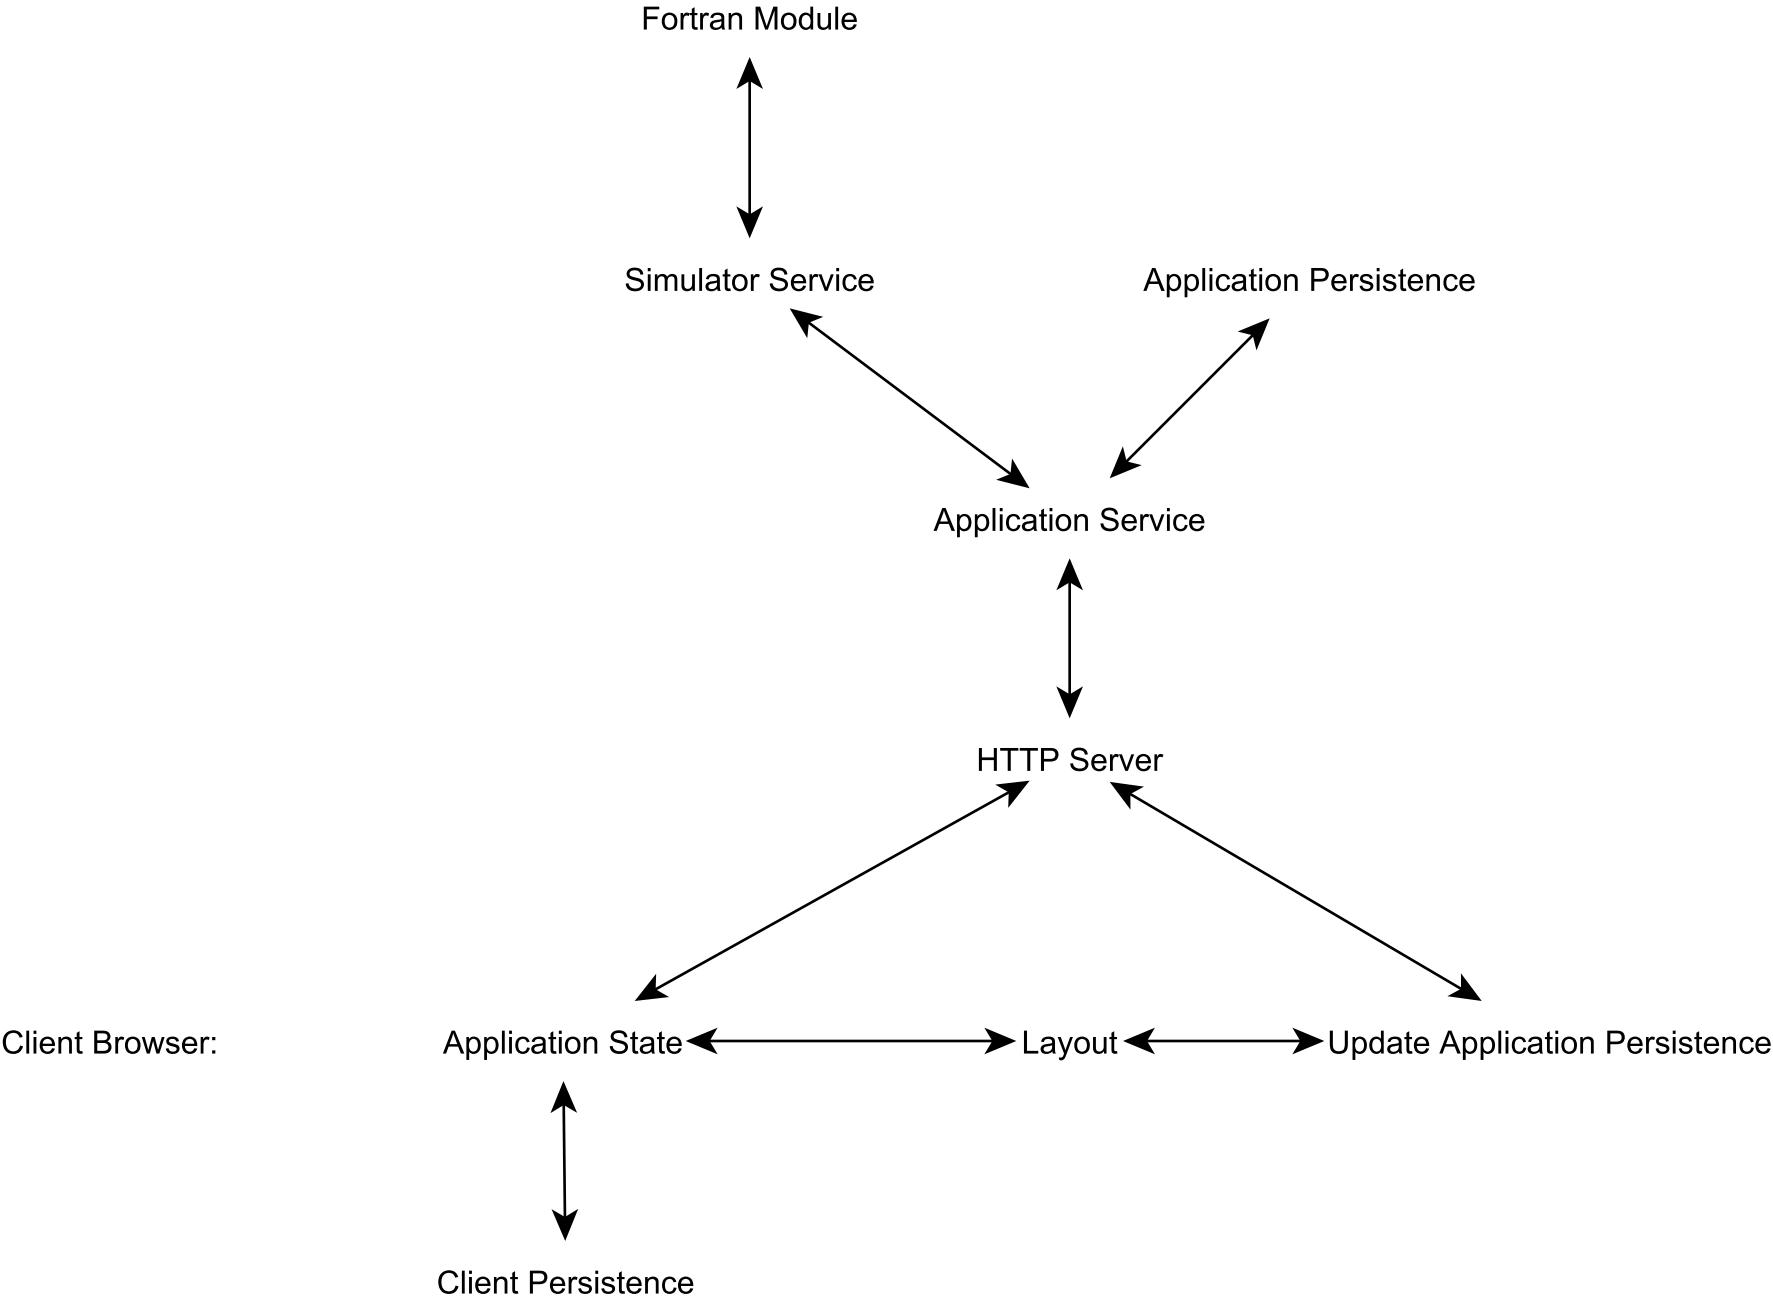 Fortran Module
Simulator Service
Application Persistence
Application Service
HTTP Server
Client Browser:
Application State
Layout
Update Application Persistence
Client Persistence